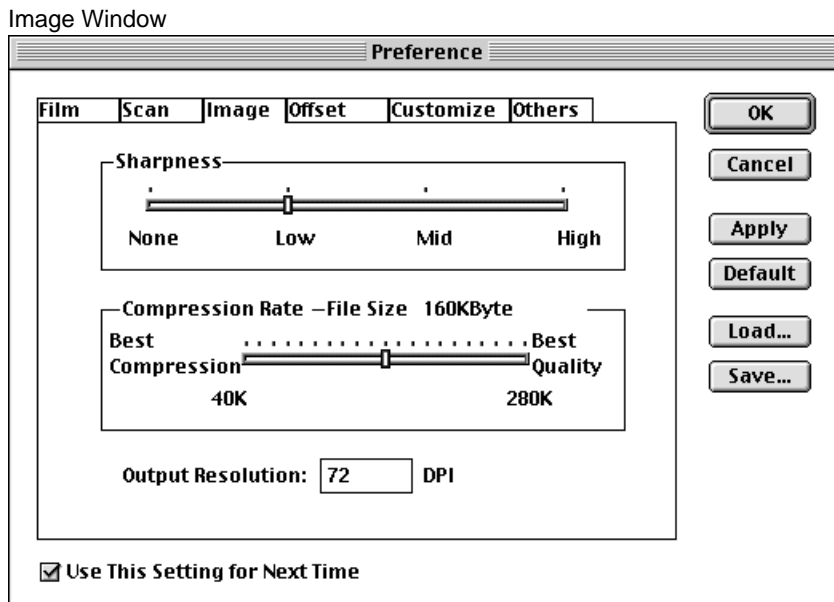 Image Window
Preference
Film Scan Image Offset Customize Others
Sharpness
None Low Mid High
Compression Rate –File Size 160KByte
Best Compression
Best Quality
40K 280K
Output Resolution: 72 DPI
Use This Setting for Next Time
OK
Cancel
Apply
Default
Load...
Save...